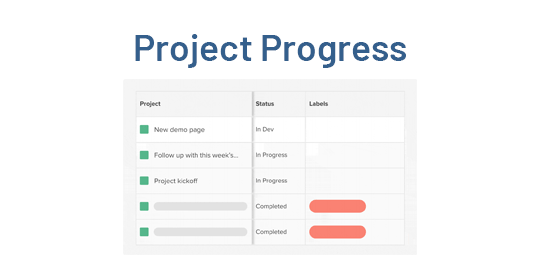 Project Progress
Project Status Labels
New demo page In Dev
Follow up with this week's... In Progress
Project kickoff In Progress
Completed
Completed